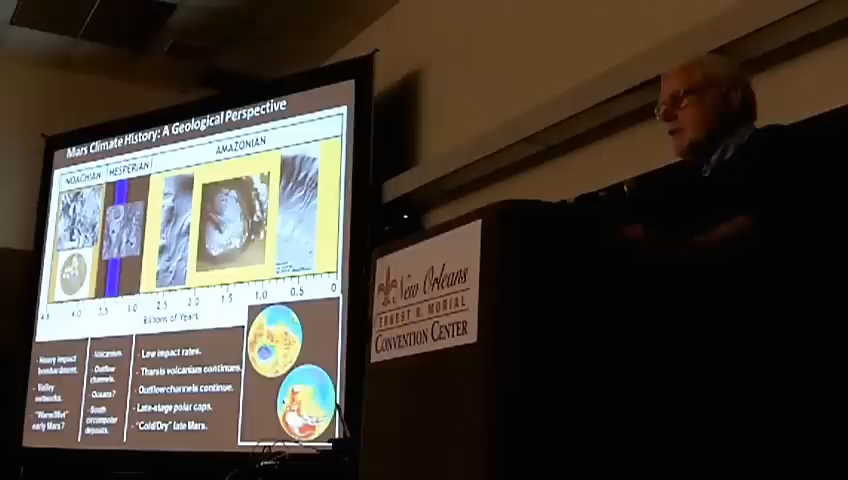 Mars Climate History: A Geological Perspective
NOACHIAN HESPERIAN AMAZONIAN
4.0 3.5 3.0 2.5 2.0 1.5 1.0 0.5 0
Billions of Years
- Heavy impact
bombardment.
- Valley
networks.
- "Warm/Wet"
early Mars?
- Volcanism.
- Outflow
channels.
- Oceans?
- South
circumpolar
deposits.
- Low impact rates.
- Tharsis volcanism continues.
- Outflow channels continue.
- Late-stage polar caps.
- "Cold/Dry" late Mars.
New Orleans
ERNEST N. MORIAL
CONVENTION CENTER